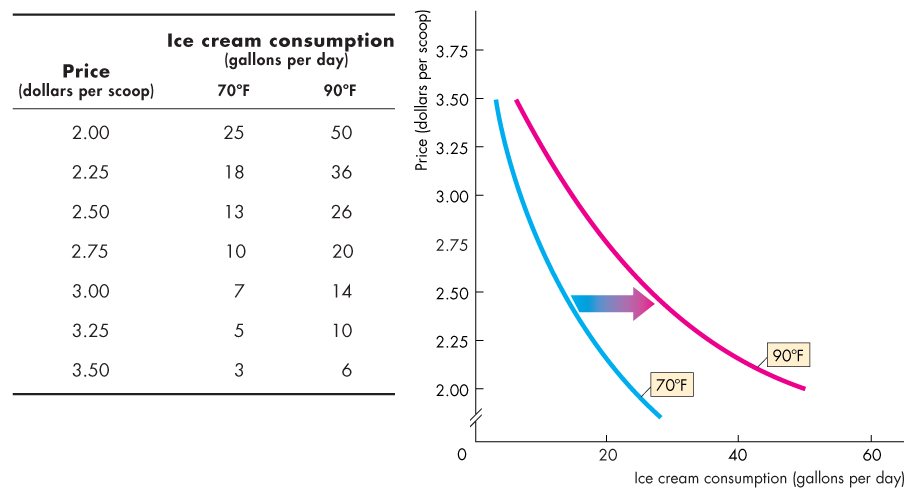 Ice cream consumption
(gallons per day)
Price
(dollars per scoop) 70°F 90°F
2.00 25 50
2.25 18 36
2.50 13 26
2.75 10 20
3.00 7 14
3.25 5 10
3.50 3 6
Price (dollars per scoop)
3.75
3.50
3.25
3.00
2.75
2.50
2.25
2.00
90°F
70°F
0 20 40 60
Ice cream consumption (gallons per day)